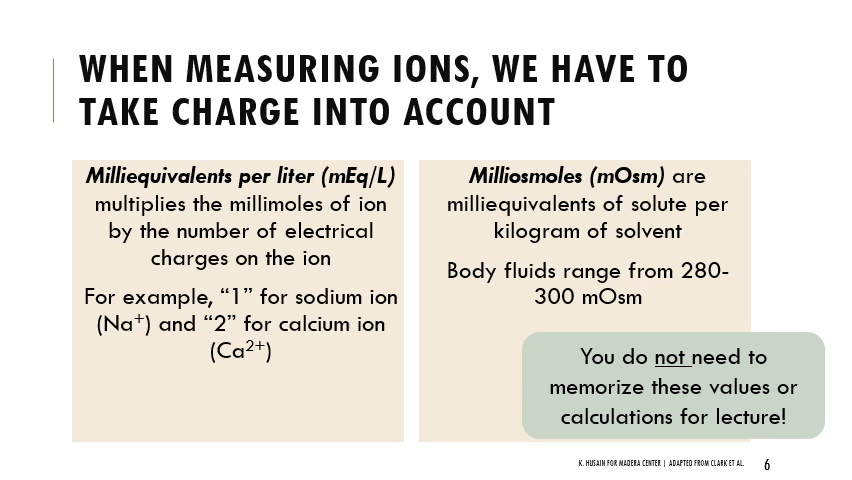 WHEN MEASURING IONS, WE HAVE TO
TAKE CHARGE INTO ACCOUNT
Milliequivalents per liter (mEq/L)
multiplies the millimoles of ion
by the number of electrical
charges on the ion
For example, “1” for sodium ion
(Na⁺) and “2” for calcium ion
(Ca²⁺)
Milliosmoles (mOsm) are
milliequivalents of solute per
kilogram of solvent
Body fluids range from 280-
300 mOsm
You do not need to
memorize these values or
calculations for lecture!
K. HUSAIN FOR MADERA CENTER | ADAPTED FROM CLARK ET AL.
6